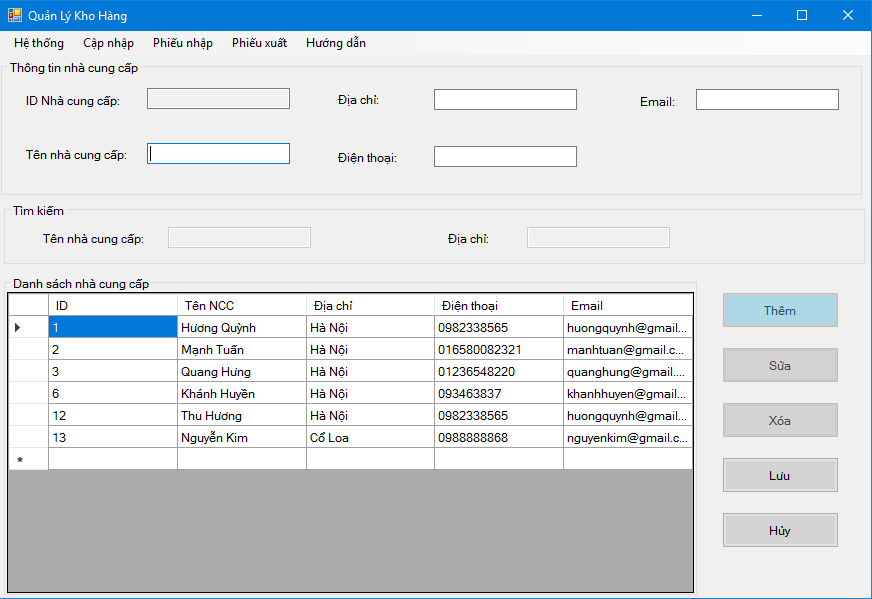 Quản Lý Kho Hàng
Hệ thống Cập nhập Phiếu nhập Phiếu xuất Hướng dẫn
Thông tin nhà cung cấp
ID Nhà cung cấp: Địa chỉ: Email:
Tên nhà cung cấp: Điện thoại:
Tìm kiếm
Tên nhà cung cấp: Địa chỉ:
Danh sách nhà cung cấp
ID Tên NCC Địa chỉ Điện thoại Email
1 Hương Quỳnh Hà Nội 0982338565 huongquynh@gmail...
2 Mạnh Tuấn Hà Nội 016580082321 manhtuan@gmail.c...
3 Quang Hưng Hà Nội 01236548220 quanghung@gmail....
6 Khánh Huyền Hà Nội 093463837 khanhhuyen@gmail...
12 Thu Hương Hà Nội 0982338565 huongquynh@gmail...
13 Nguyễn Kim Cổ Loa 0988888868 nguyenkim@gmail.c...
*
Thêm
Sửa
Xóa
Lưu
Hủy